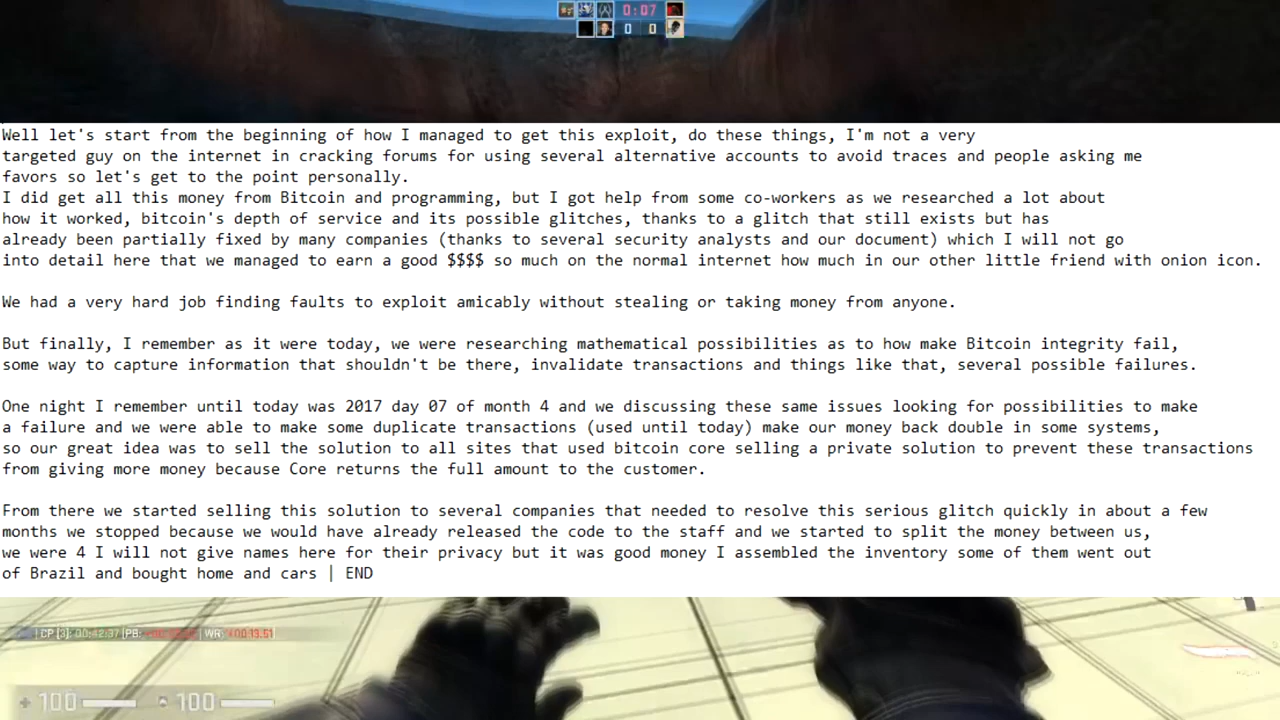 0:07
0 0
Well let's start from the beginning of how I managed to get this exploit, do these things, I'm not a very
targeted guy on the internet in cracking forums for using several alternative accounts to avoid traces and people asking me
favors so let's get to the point personally.
I did get all this money from Bitcoin and programming, but I got help from some co-workers as we researched a lot about
how it worked, bitcoin's depth of service and its possible glitches, thanks to a glitch that still exists but has
already been partially fixed by many companies (thanks to several security analysts and our document) which I will not go
into detail here that we managed to earn a good $$$$ so much on the normal internet how much in our other little friend with onion icon.
We had a very hard job finding faults to exploit amicably without stealing or taking money from anyone.
But finally, I remember as it were today, we were researching mathematical possibilities as to how make Bitcoin integrity fail,
some way to capture information that shouldn't be there, invalidate transactions and things like that, several possible failures.
One night I remember until today was 2017 day 07 of month 4 and we discussing these same issues looking for possibilities to make
a failure and we were able to make some duplicate transactions (used until today) make our money back double in some systems,
so our great idea was to sell the solution to all sites that used bitcoin core selling a private solution to prevent these transactions
from giving more money because Core returns the full amount to the customer.
From there we started selling this solution to several companies that needed to resolve this serious glitch quickly in about a few
months we stopped because we would have already released the code to the staff and we started to split the money between us,
we were 4 I will not give names here for their privacy but it was good money I assembled the inventory some of them went out
of Brazil and bought home and cars | END
| CP [3]: 00:42:37 |PB: | WR: +00:13.51
100 100